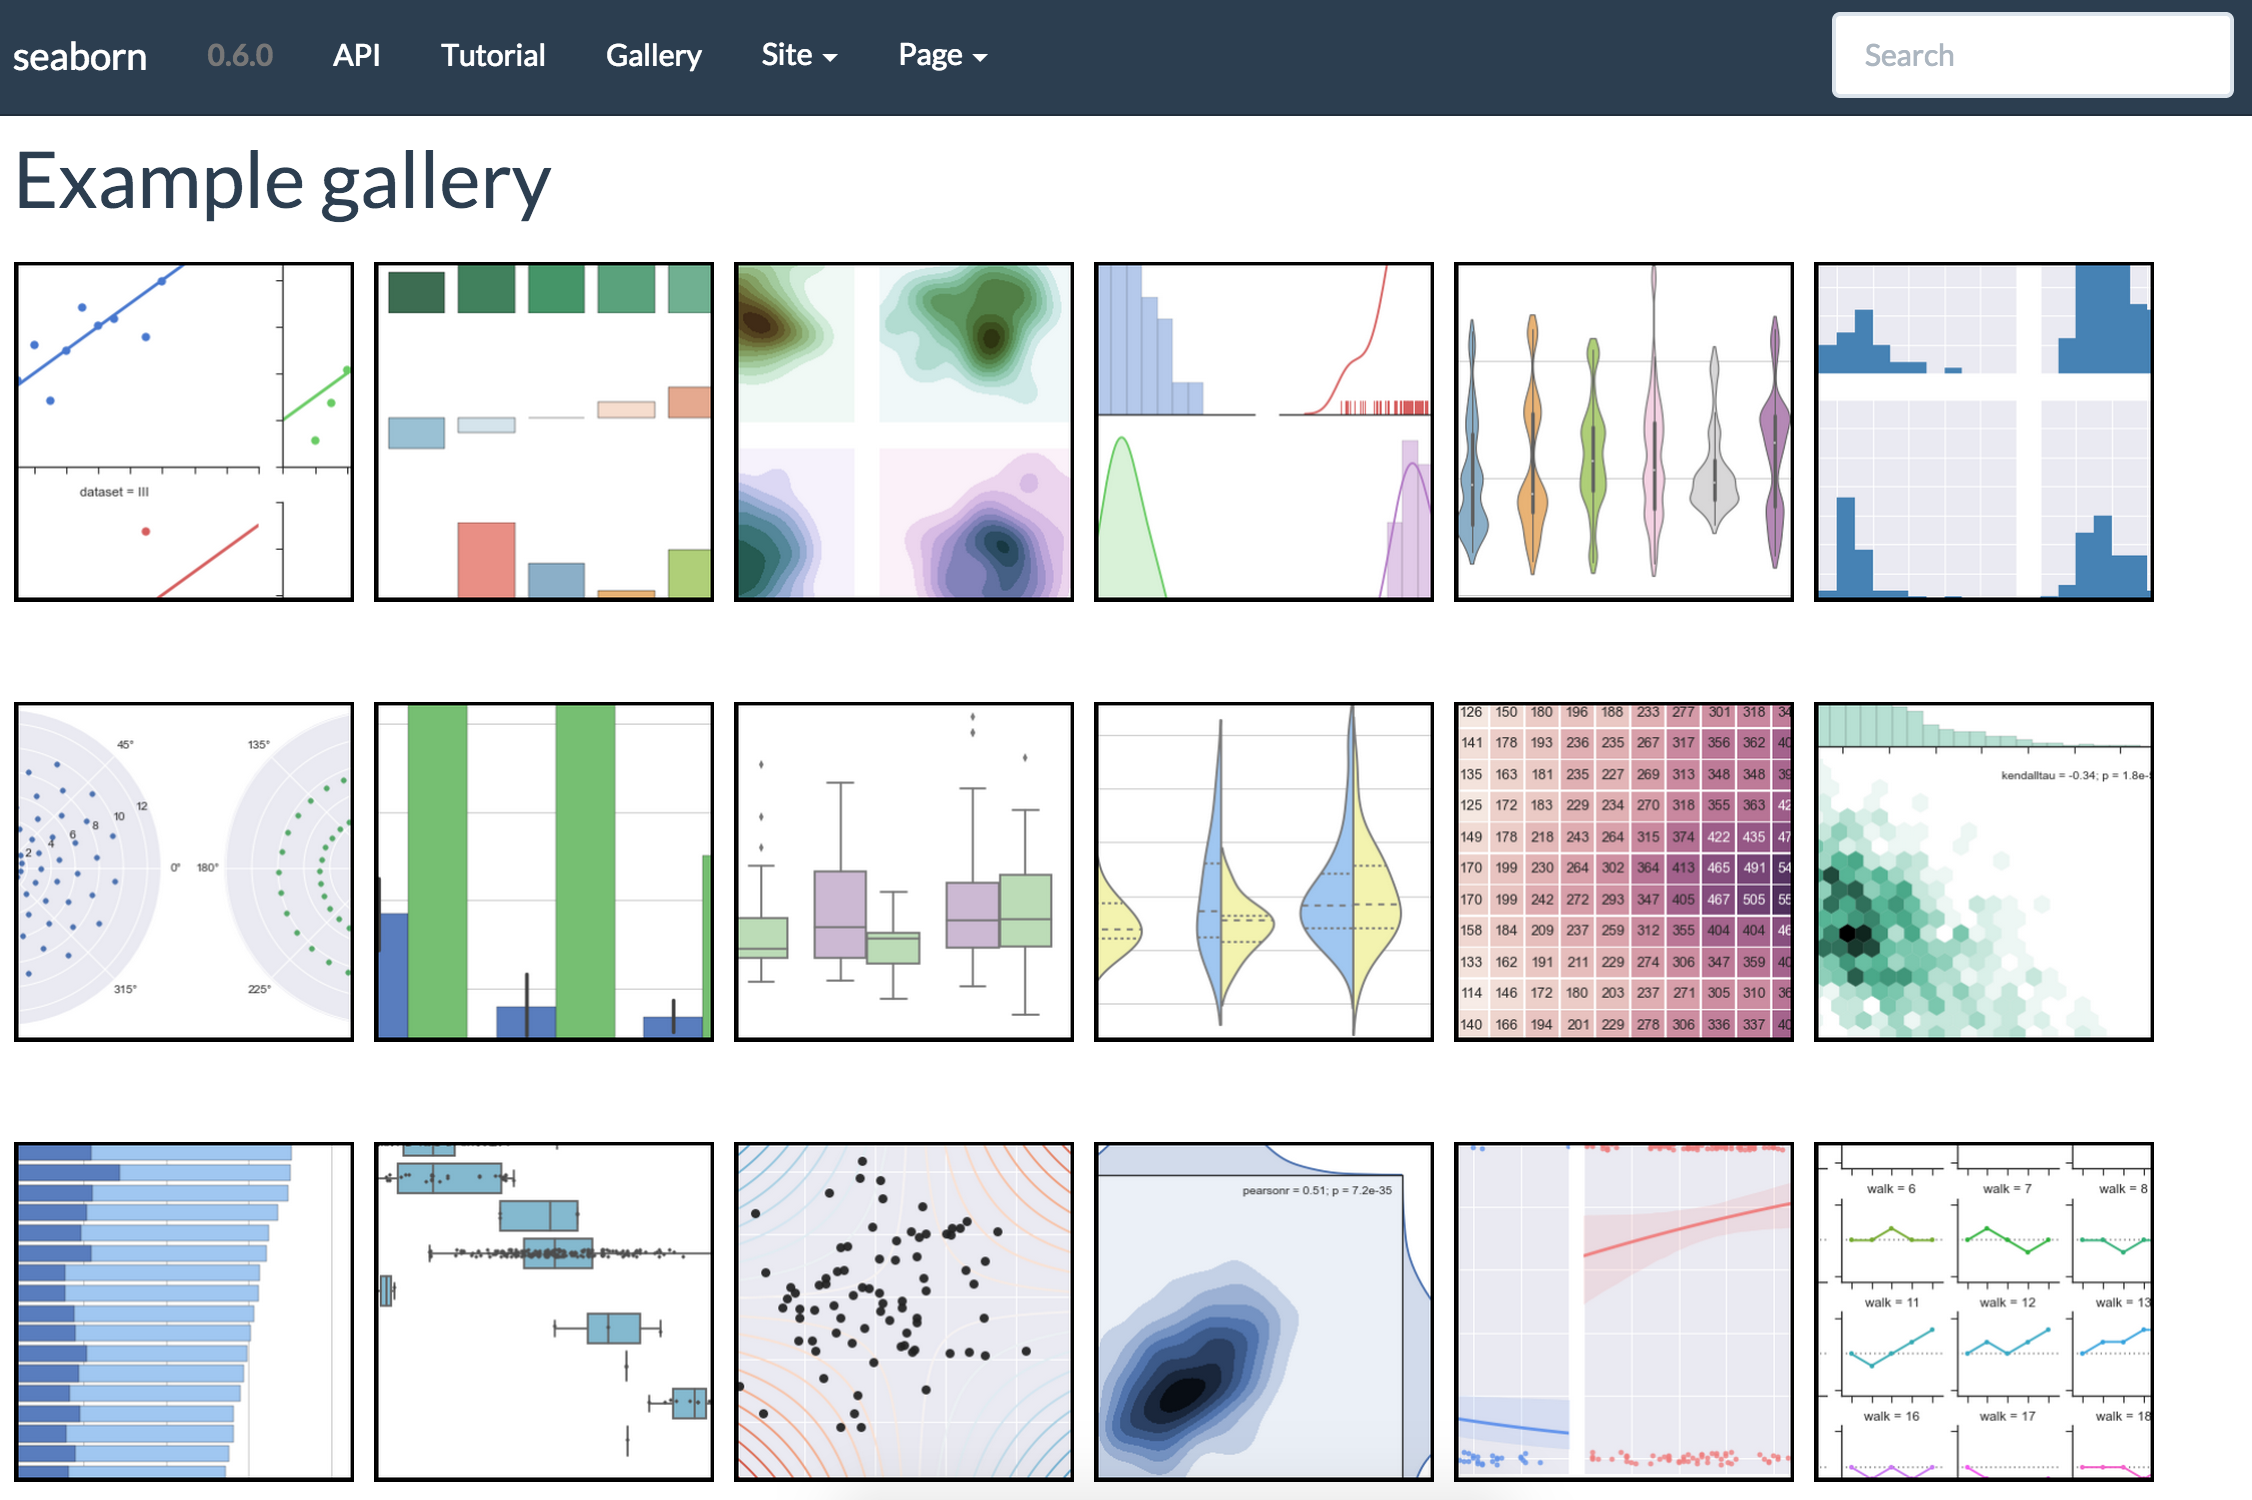 seaborn 0.6.0 API Tutorial Gallery Site Page Search
Example gallery
dataset = III
45° 135°
12
10
8
6
4
2
0° 180°
315° 225°
126 150 180 196 188 233 277 301 318 34
141 178 193 236 235 267 317 356 362 40
135 163 181 235 227 269 313 348 348 39
125 172 183 229 234 270 318 355 363 42
149 178 218 243 264 315 374 422 435 47
170 199 230 264 302 364 413 465 491 54
170 199 242 272 293 347 405 467 505 55
158 184 209 237 259 312 355 404 404 46
133 162 191 211 229 274 306 347 359 40
114 146 172 180 203 237 271 305 310 36
140 166 194 201 229 278 306 336 337 40
kendalltau = -0.34; p = 1.8e-
pearsonr = 0.51; p = 7.2e-35
walk = 6 walk = 7 walk = 8
walk = 11 walk = 12 walk = 13
walk = 16 walk = 17 walk = 18